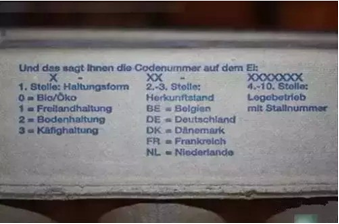 Und das sagt Ihnen die Codenummer auf dem Ei:
X - XX - XXXXXXX
1. Stelle: Haltungsform 2.-3. Stelle: 4.-10. Stelle:
0 = Bio/Öko Herkunftsland Legebetrieb
1 = Freilandhaltung BE = Belgien mit Stallnummer
2 = Bodenhaltung DE = Deutschland
3 = Käfighaltung DK = Dänemark
FR = Frankreich
NL = Niederlande